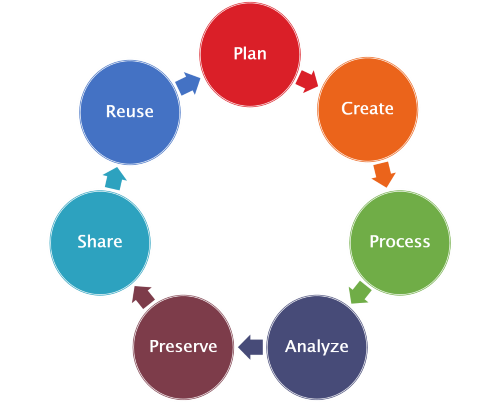 Plan
Create
Process
Analyze
Preserve
Share
Reuse